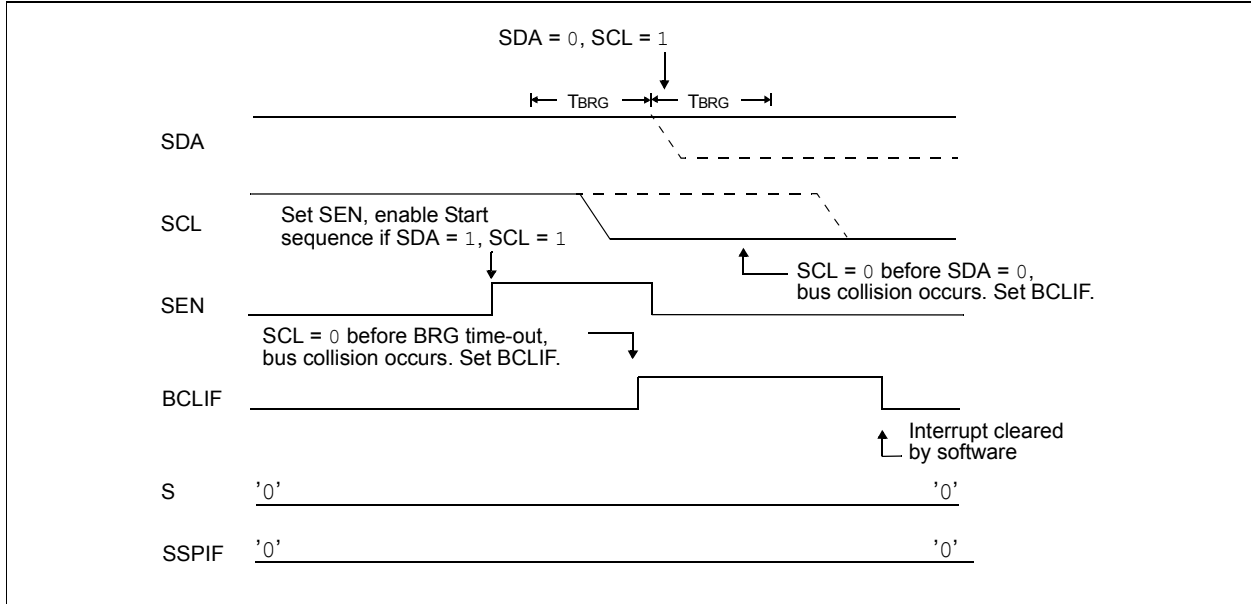 SDA = 0, SCL = 1
TBRG TBRG
SDA
SCL
Set SEN, enable Start
sequence if SDA = 1, SCL = 1
SCL = 0 before SDA = 0,
bus collision occurs. Set BCLIF.
SEN
SCL = 0 before BRG time-out,
bus collision occurs. Set BCLIF.
BCLIF
Interrupt cleared
by software
S '0' '0'
SSPIF '0' '0'